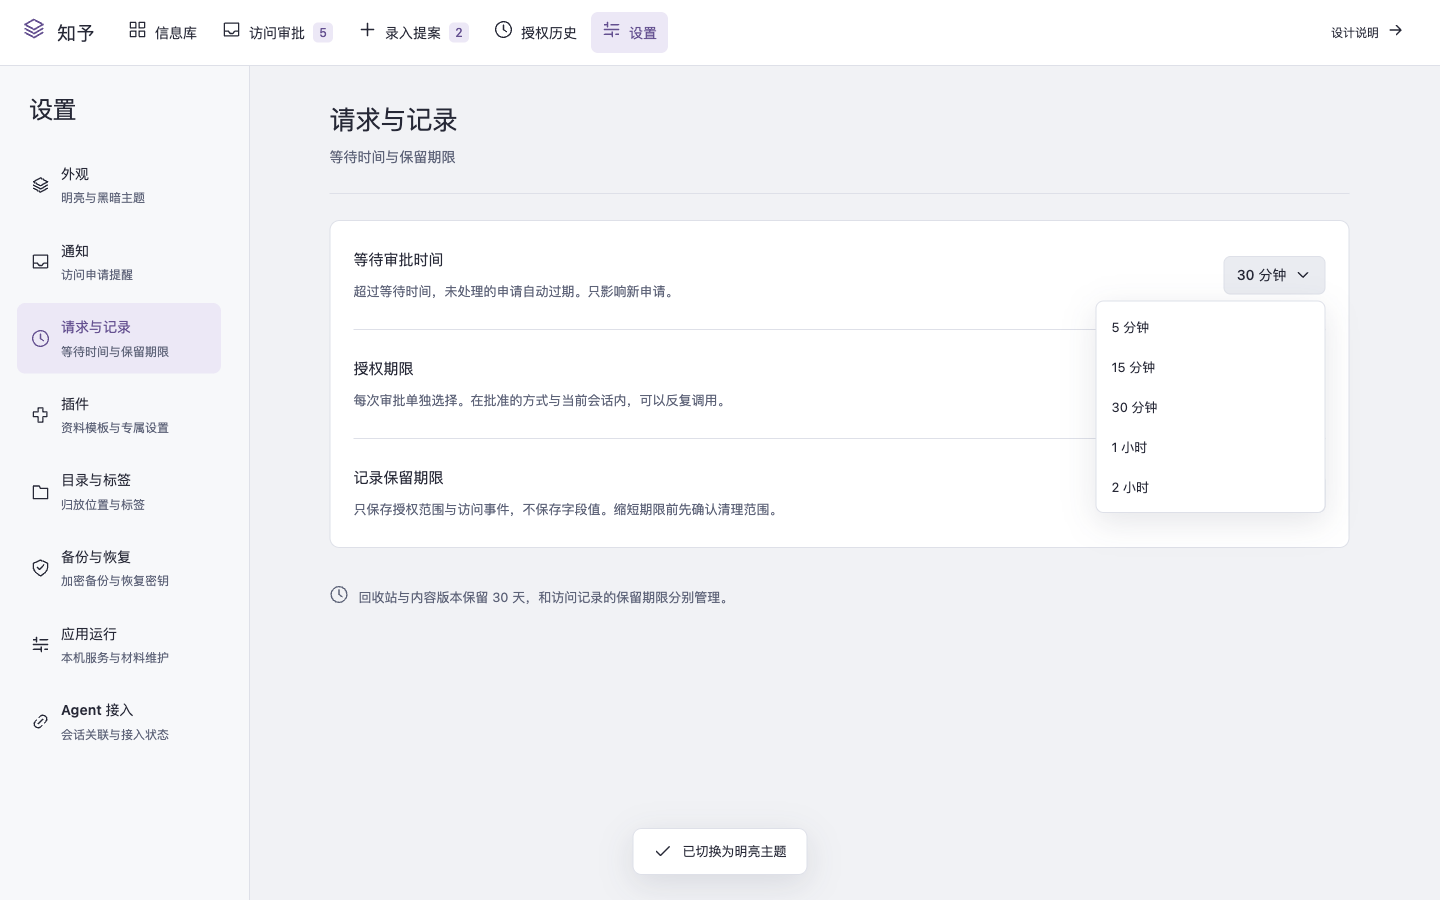 知予
信息库
访问审批 5
录入提案 2
授权历史
设置
设计说明
设置
外观
明亮与黑暗主题
通知
访问申请提醒
请求与记录
等待时间与保留期限
插件
资料模板与专属设置
目录与标签
归放位置与标签
备份与恢复
加密备份与恢复密钥
应用运行
本机服务与材料维护
Agent 接入
会话关联与接入状态
请求与记录
等待时间与保留期限
等待审批时间
超过等待时间，未处理的申请自动过期。只影响新申请。
30 分钟
5 分钟
15 分钟
30 分钟
1 小时
2 小时
授权期限
每次审批单独选择。在批准的方式与当前会话内，可以反复调用。
记录保留期限
只保存授权范围与访问事件，不保存字段值。缩短期限前先确认清理范围。
回收站与内容版本保留 30 天，和访问记录的保留期限分别管理。
已切换为明亮主题